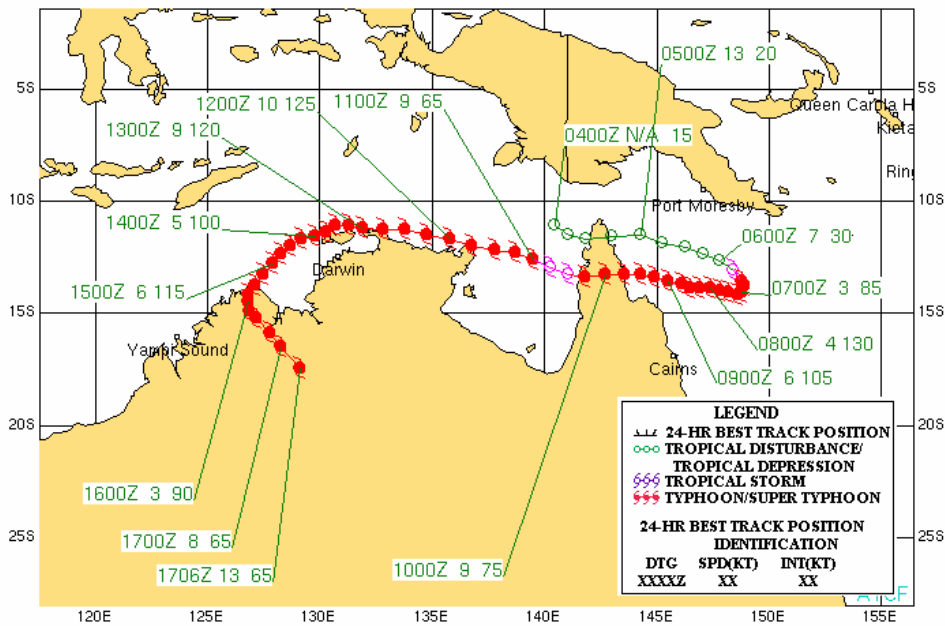 0500Z 13 20
5S
5S
1200Z 10 125
1100Z 9 65
Queen Carola H
1300Z 9 120
0400Z N/A 15
Kieta
Ring
10S
10S
Port Moresby
1400Z 5 100
0600Z 7 30
Darwin
1500Z 6 115
0700Z 3 85
15S
15S
0800Z 4 130
Yampi Sound
Cairns
0900Z 6 105
LEGEND
24-HR BEST TRACK POSITION
TROPICAL DISTURBANCE/
TROPICAL DEPRESSION
TROPICAL STORM
TYPHOON/SUPER TYPHOON
20S
20S
1600Z 3 90
24-HR BEST TRACK POSITION
IDENTIFICATION
1700Z 8 65
25S
25S
DTG SPD(KT) INT(KT)
1706Z 13 65
1000Z 9 75
XXXXZ XX XX
ATCF
120E 125E 130E 135E 140E 145E 150E 155E